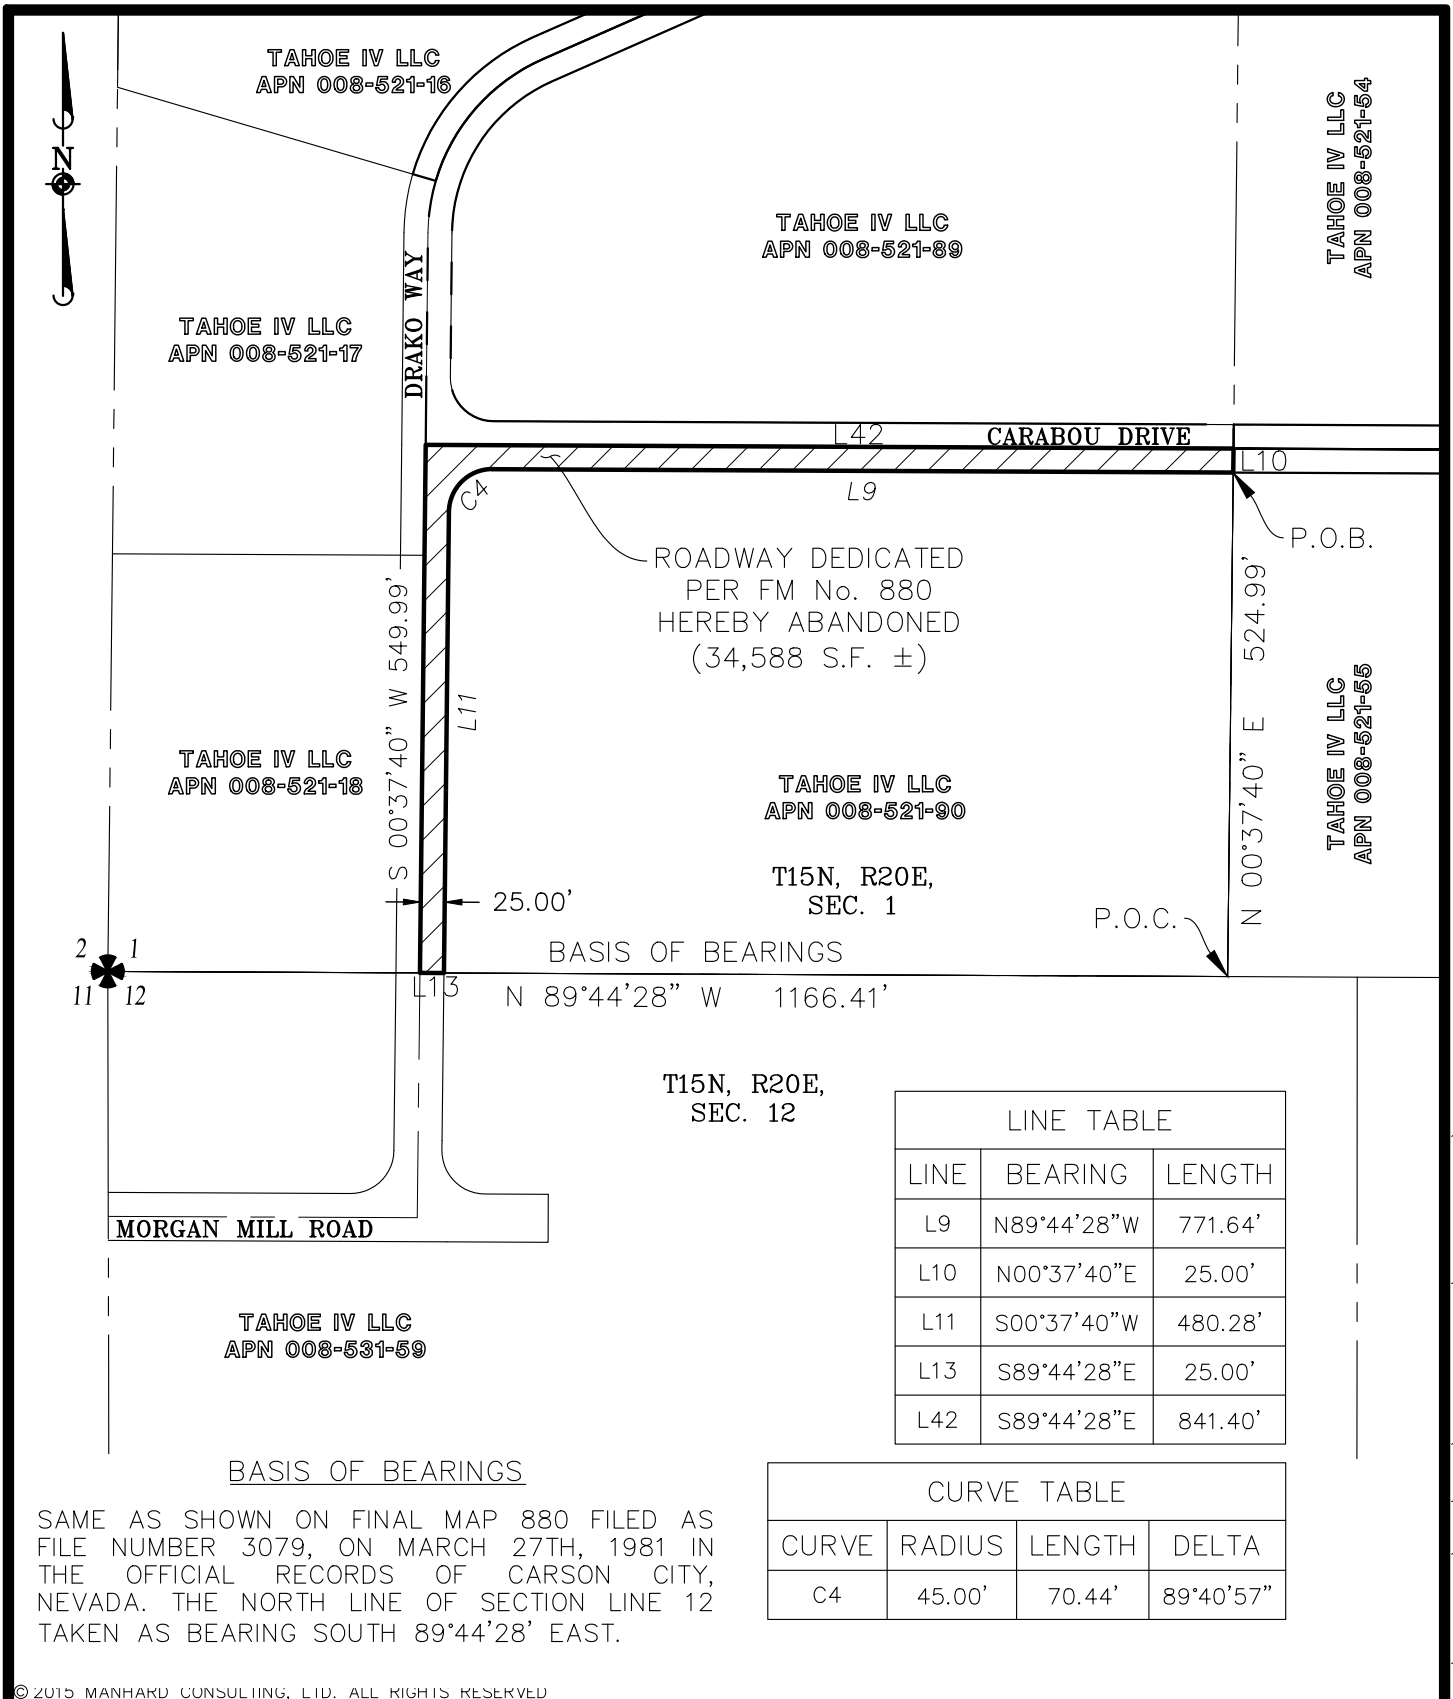 TAHOE IV LLC
APN 008-521-16
N
TAHOE IV LLC
APN 008-521-54
TAHOE IV LLC
APN 008-521-89
DRAKO WAY
TAHOE IV LLC
APN 008-521-17
L42
CARABOU DRIVE
L10
C4
L9
P.O.B.
ROADWAY DEDICATED
PER FM No. 880
HEREBY ABANDONED
(34,588 S.F. ±)
S 00°37'40" W 549.99'
N 00°37'40" E 524.99'
L11
TAHOE IV LLC
APN 008-521-55
TAHOE IV LLC
APN 008-521-18
TAHOE IV LLC
APN 008-521-90
T15N, R20E,
SEC. 1
25.00'
P.O.C.
2 1
11 12
BASIS OF BEARINGS
L13
N 89°44'28" W 1166.41'
T15N, R20E,
SEC. 12
MORGAN MILL ROAD
TAHOE IV LLC
APN 008-531-59
LINE TABLE
LINE BEARING LENGTH
L9 N89°44'28"W 771.64'
L10 N00°37'40"E 25.00'
L11 S00°37'40"W 480.28'
L13 S89°44'28"E 25.00'
L42 S89°44'28"E 841.40'
CURVE TABLE
CURVE RADIUS LENGTH DELTA
C4 45.00' 70.44' 89°40'57"
BASIS OF BEARINGS
SAME AS SHOWN ON FINAL MAP 880 FILED AS
FILE NUMBER 3079, ON MARCH 27TH, 1981 IN
THE OFFICIAL RECORDS OF CARSON CITY,
NEVADA. THE NORTH LINE OF SECTION LINE 12
TAKEN AS BEARING SOUTH 89°44'28' EAST.
© 2015 MANHARD CONSULTING, LTD. ALL RIGHTS RESERVED